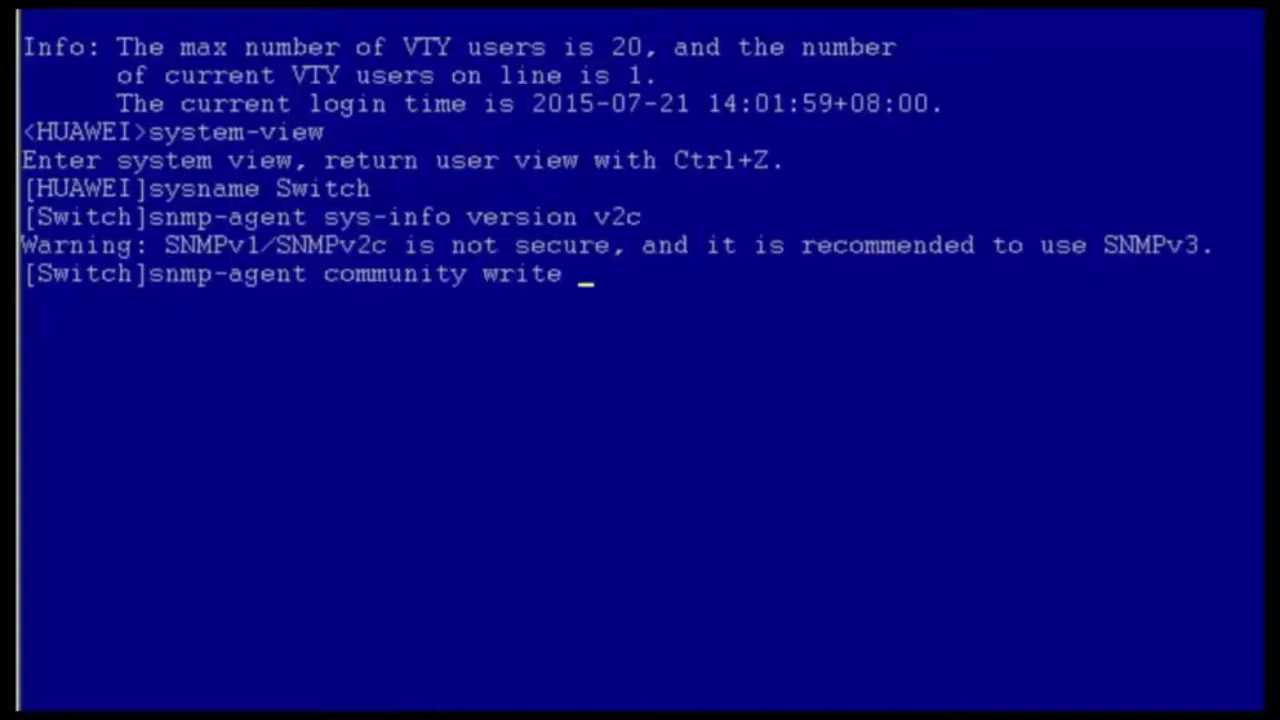 Info: The max number of VTY users is 20, and the number
of current VTY users on line is 1.
The current login time is 2015-07-21 14:01:59+08:00.
<HUAWEI>system-view
Enter system view, return user view with Ctrl+Z.
[HUAWEI]sysname Switch
[Switch]snmp-agent sys-info version v2c
Warning: SNMPv1/SNMPv2c is not secure, and it is recommended to use SNMPv3.
[Switch]snmp-agent community write _